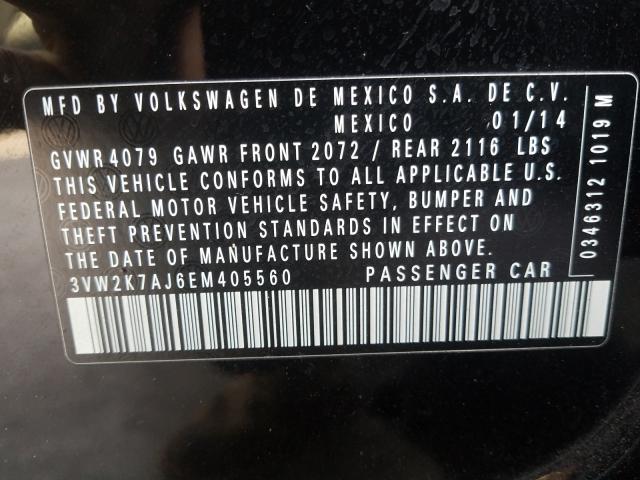 MFD BY VOLKSWAGEN DE MEXICO S.A. DE C.V.
MEXICO 01/14
GVWR 4079 GAWR FRONT 2072 / REAR 2116 LBS
THIS VEHICLE CONFORMS TO ALL APPLICABLE U.S.
FEDERAL MOTOR VEHICLE SAFETY, BUMPER AND
THEFT PREVENTION STANDARDS IN EFFECT ON
THE DATE OF MANUFACTURE SHOWN ABOVE.
3VW2K7AJ6EM405560 PASSENGER CAR
0346312 1019 M